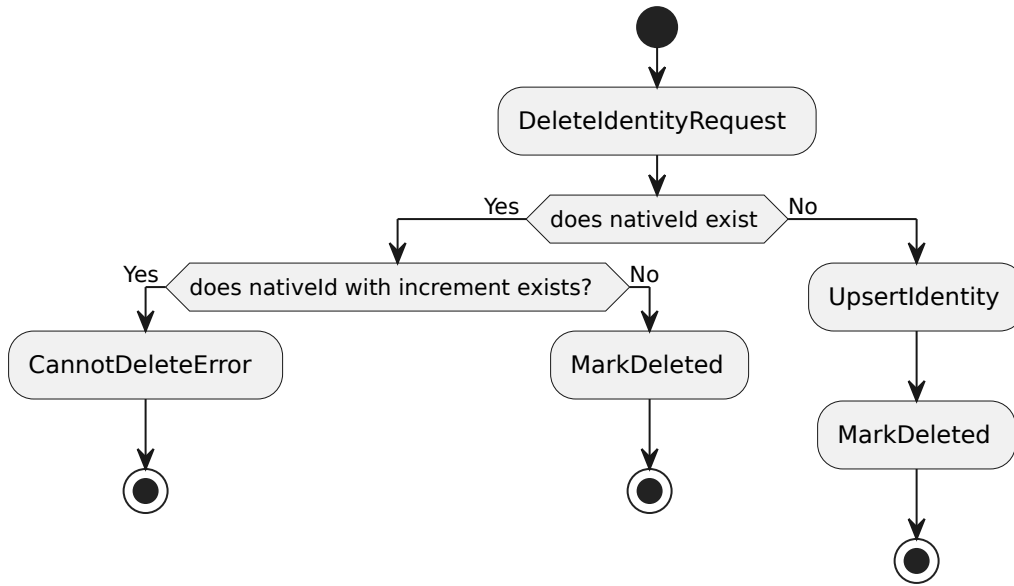 DeleteIdentityRequest
Yes
does nativeId exist
No
Yes
does nativeId with increment exists?
No
UpsertIdentity
CannotDeleteError
MarkDeleted
MarkDeleted